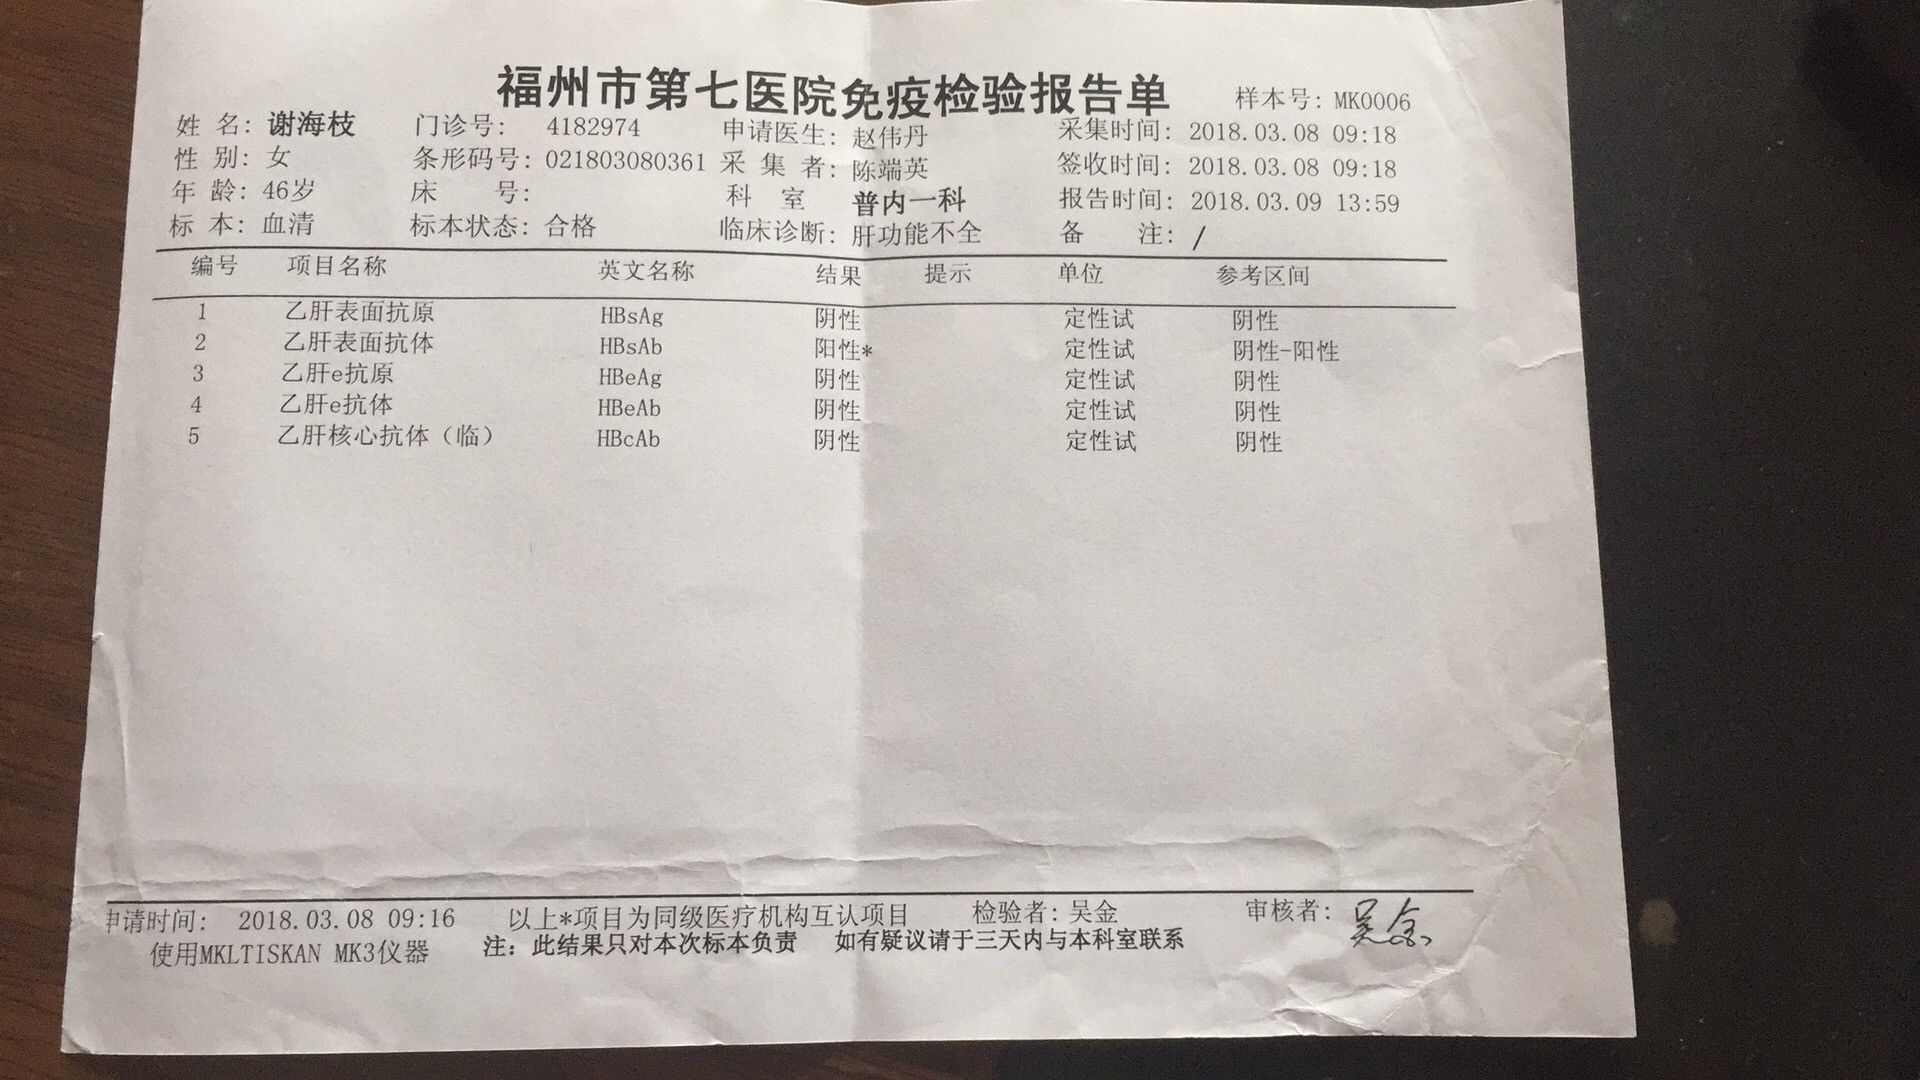 福州市第七医院免疫检验报告单 样本号: MK0006
姓 名: 谢海枝 门诊号: 4182974 申请医生: 赵伟丹 采集时间: 2018.03.08 09:18
性 别: 女 条形码号: 021803080361 采 集 者: 陈端英 签收时间: 2018.03.08 09:18
年 龄: 46岁 床 号: 科 室 普内一科 报告时间: 2018.03.09 13:59
标 本: 血清 标本状态: 合格 临床诊断: 肝功能不全 备 注: /
编号 项目名称 英文名称 结果 提示 单位 参考区间
1 乙肝表面抗原 HBsAg 阴性 定性试 阴性
2 乙肝表面抗体 HBsAb 阳性* 定性试 阴性-阳性
3 乙肝e抗原 HBeAg 阴性 定性试 阴性
4 乙肝e抗体 HBeAb 阴性 定性试 阴性
5 乙肝核心抗体（临） HBcAb 阴性 定性试 阴性
申请时间: 2018.03.08 09:16 以上*项目为同级医疗机构互认项目 检验者: 吴金 审核者: 吴金
使用MKLTISKAN MK3仪器 注: 此结果只对本次标本负责 如有疑议请于三天内与本科室联系